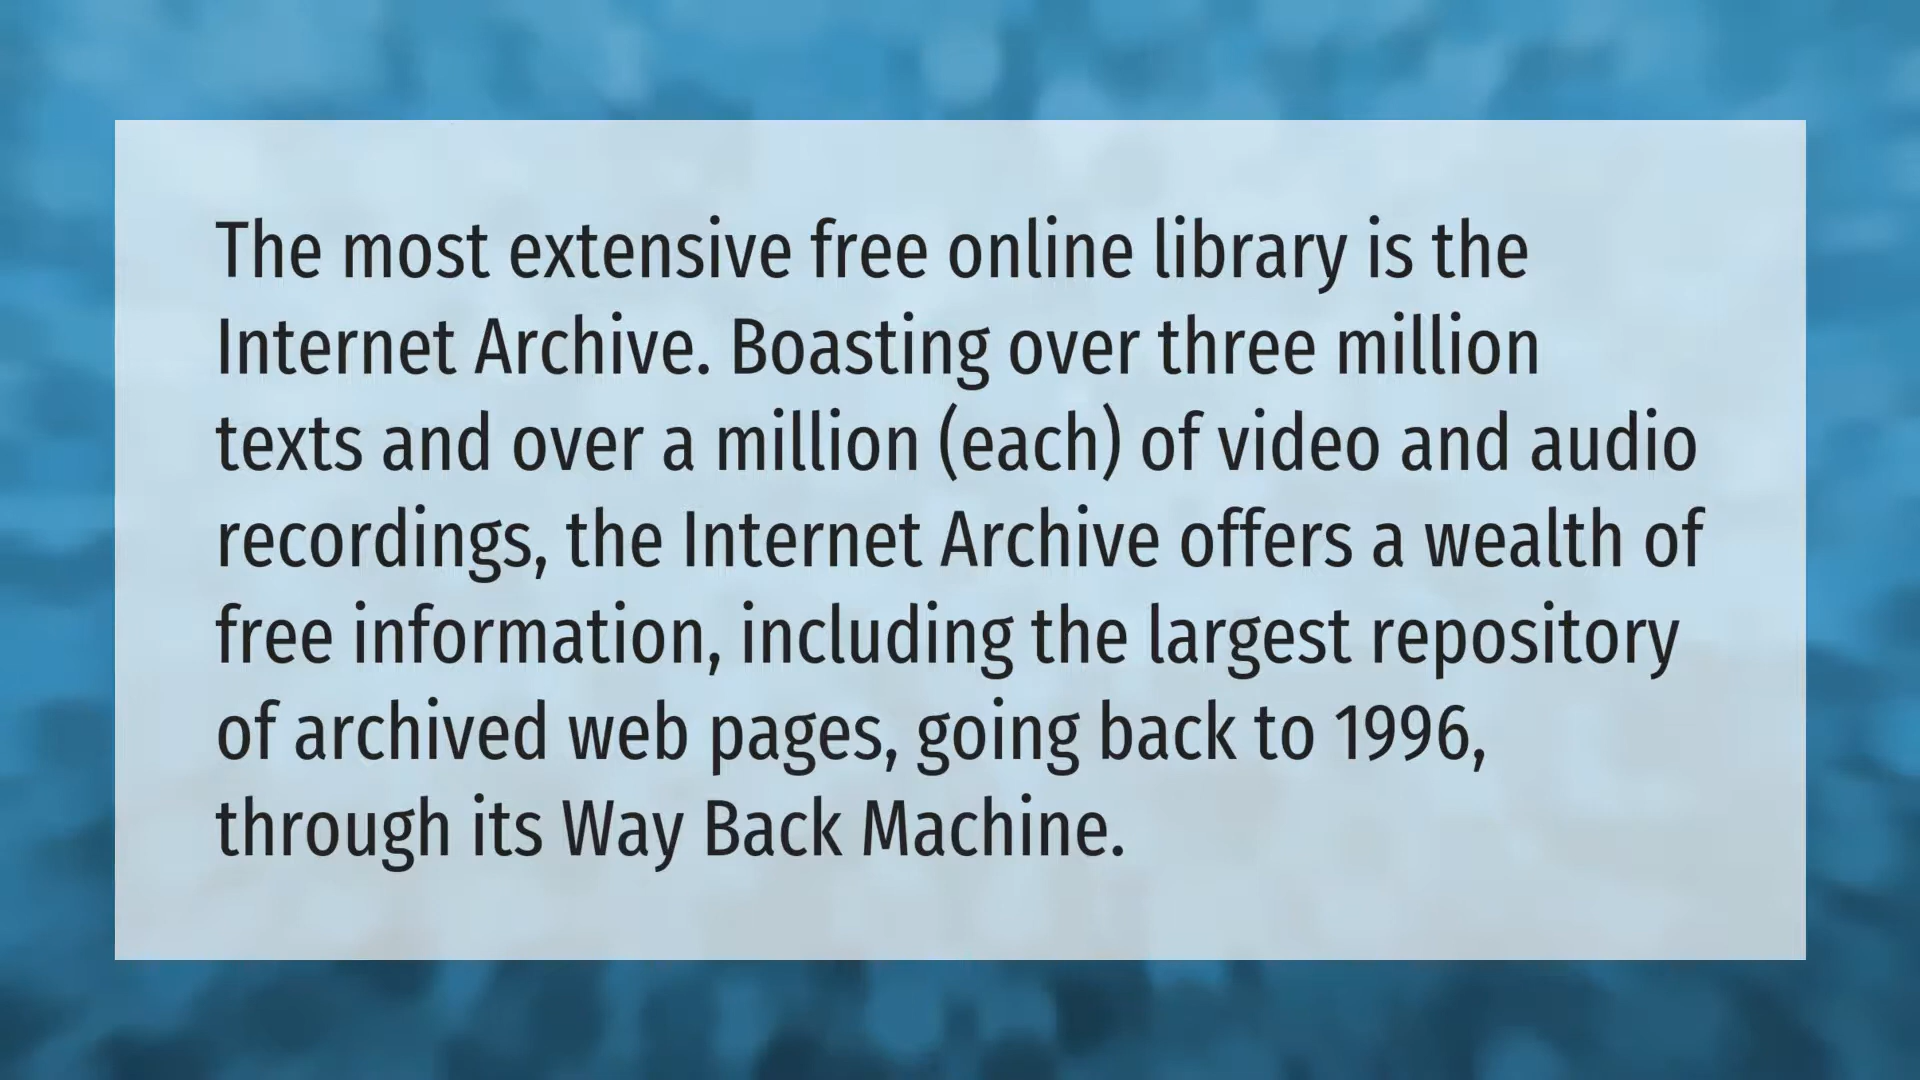 The most extensive free online library is the
Internet Archive. Boasting over three million
texts and over a million (each) of video and audio
recordings, the Internet Archive offers a wealth of
free information, including the largest repository
of archived web pages, going back to 1996,
through its Way Back Machine.